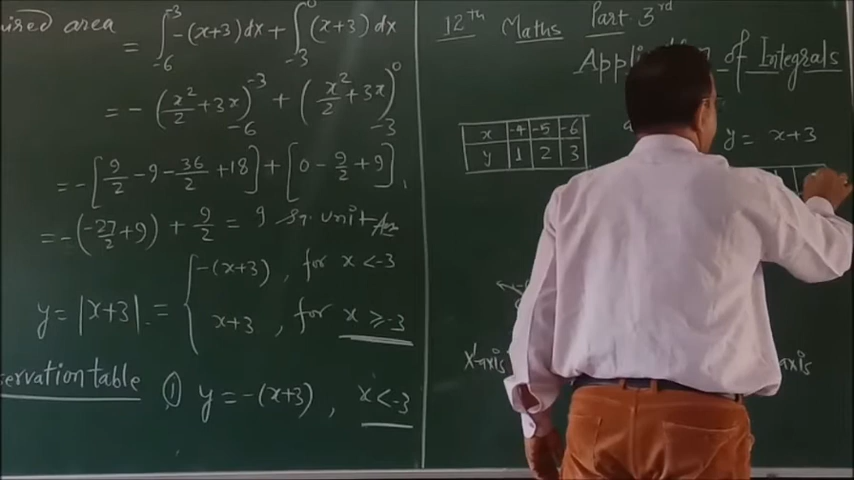 ired area = ∫_{-6}^{-3} -(x+3)dx + ∫_{-3}^{0} (x+3)dx
= -(x²/2 + 3x)_{-6}^{-3} + (x²/2 + 3x)_{-3}^{0}
= -[9/2 - 9 - 36/2 + 18] + [0 - 9/2 + 9]
= -(-27/2 + 9) + 9/2 = 9 sq. unit Ans
y = |x+3| = { -(x+3), for x < -3
x+3, for x ≥ -3
servation table ① y = -(x+3), x < -3
12th Maths Part 3rd
of Integrals
x -4 -5 -6
y 1 2 3
y = x+3
x' axis
axis